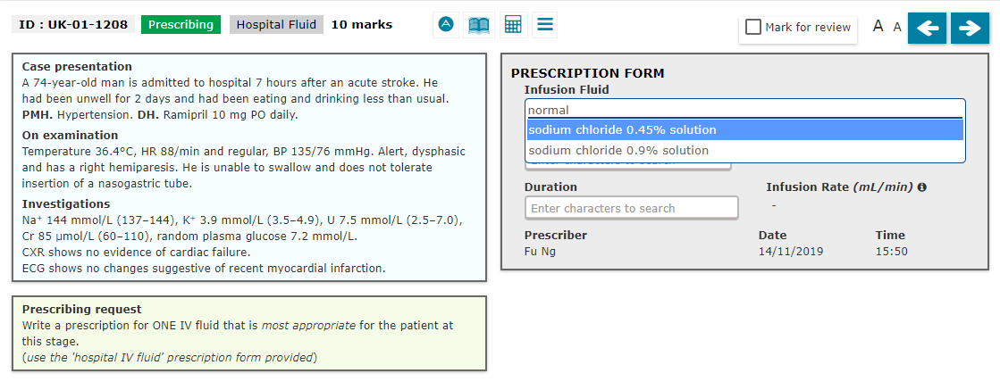 ID : UK-01-1208 Prescribing Hospital Fluid 10 marks A Mark for review A A
Case presentation
A 74-year-old man is admitted to hospital 7 hours after an acute stroke. He
had been unwell for 2 days and had been eating and drinking less than usual.
PMH. Hypertension. DH. Ramipril 10 mg PO daily.
On examination
Temperature 36.4°C, HR 88/min and regular, BP 135/76 mmHg. Alert, dysphasic
and has a right hemiparesis. He is unable to swallow and does not tolerate
insertion of a nasogastric tube.
Investigations
Na⁺ 144 mmol/L (137–144), K⁺ 3.9 mmol/L (3.5–4.9), U 7.5 mmol/L (2.5–7.0),
Cr 85 µmol/L (60–110), random plasma glucose 7.2 mmol/L.
CXR shows no evidence of cardiac failure.
ECG shows no changes suggestive of recent myocardial infarction.
Prescribing request
Write a prescription for ONE IV fluid that is most appropriate for the patient at
this stage.
(use the 'hospital IV fluid' prescription form provided)
PRESCRIPTION FORM
Infusion Fluid
normal
sodium chloride 0.45% solution
sodium chloride 0.9% solution
Enter characters to search
Duration Infusion Rate (mL/min)
Enter characters to search -
Prescriber Date Time
Fu Ng 14/11/2019 15:50